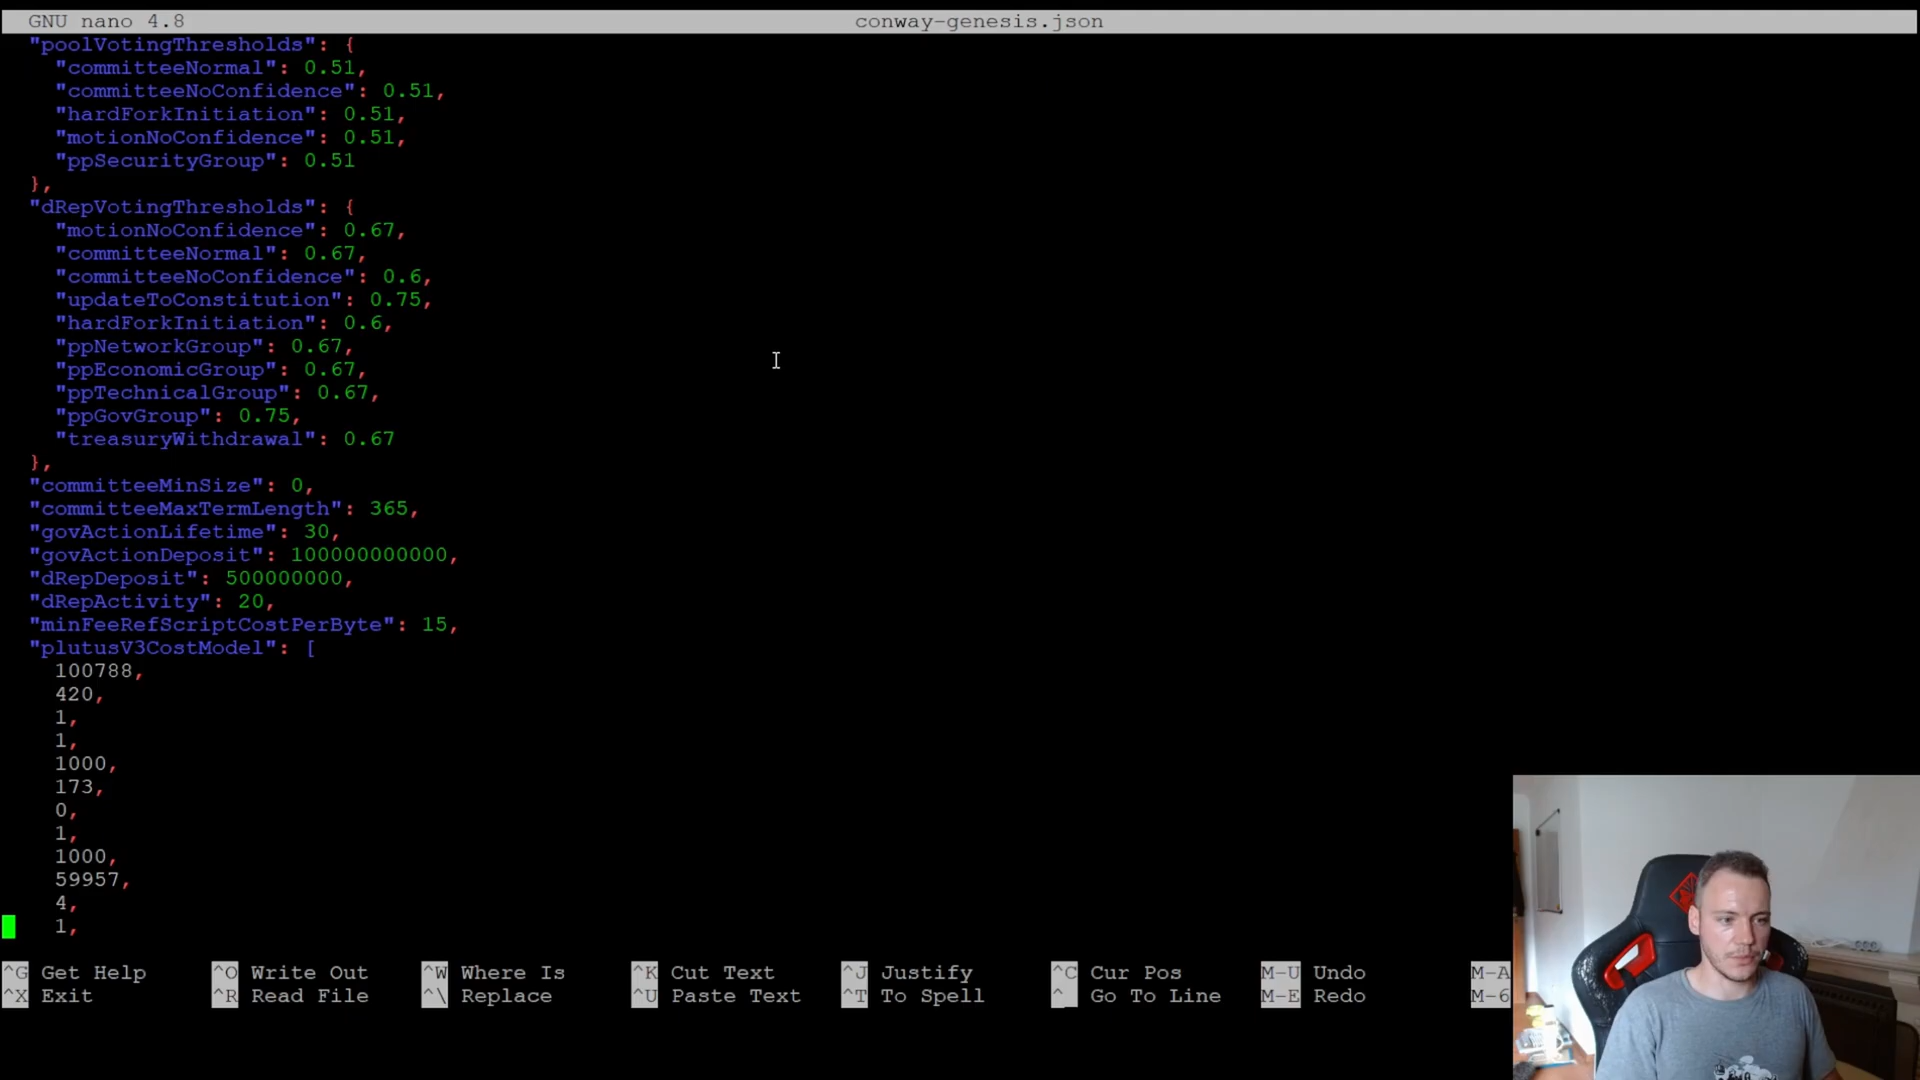 GNU nano 4.8 conway-genesis.json
"poolVotingThresholds": {
"committeeNormal": 0.51,
"committeeNoConfidence": 0.51,
"hardForkInitiation": 0.51,
"motionNoConfidence": 0.51,
"ppSecurityGroup": 0.51
},
"dRepVotingThresholds": {
"motionNoConfidence": 0.67,
"committeeNormal": 0.67,
"committeeNoConfidence": 0.6,
"updateToConstitution": 0.75,
"hardForkInitiation": 0.6,
"ppNetworkGroup": 0.67,
"ppEconomicGroup": 0.67,
"ppTechnicalGroup": 0.67,
"ppGovGroup": 0.75,
"treasuryWithdrawal": 0.67
},
"committeeMinSize": 0,
"committeeMaxTermLength": 365,
"govActionLifetime": 30,
"govActionDeposit": 100000000000,
"dRepDeposit": 500000000,
"dRepActivity": 20,
"minFeeRefScriptCostPerByte": 15,
"plutusV3CostModel": [
100788,
420,
1,
1,
1000,
173,
0,
1,
1000,
59957,
4,
1,
^G Get Help ^O Write Out ^W Where Is ^K Cut Text ^J Justify ^C Cur Pos M-U Undo M-A
^X Exit ^R Read File ^\ Replace ^U Paste Text ^T To Spell ^_ Go To Line M-E Redo M-6